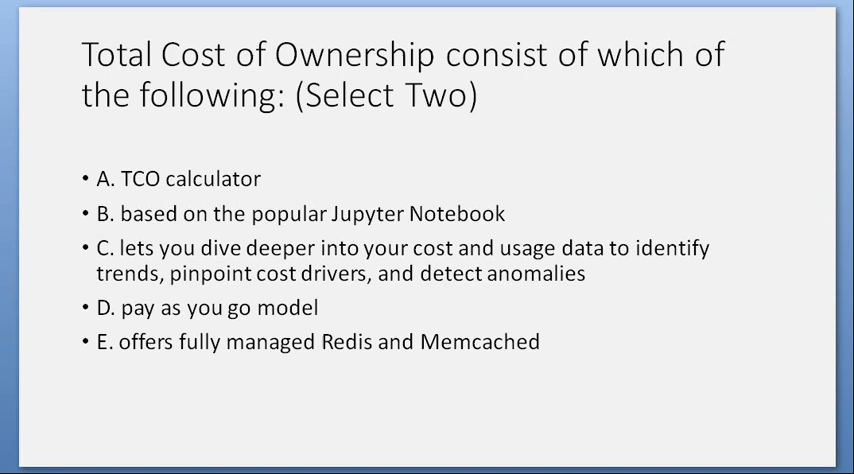 Total Cost of Ownership consist of which of
the following: (Select Two)
• A. TCO calculator
• B. based on the popular Jupyter Notebook
• C. lets you dive deeper into your cost and usage data to identify
trends, pinpoint cost drivers, and detect anomalies
• D. pay as you go model
• E. offers fully managed Redis and Memcached